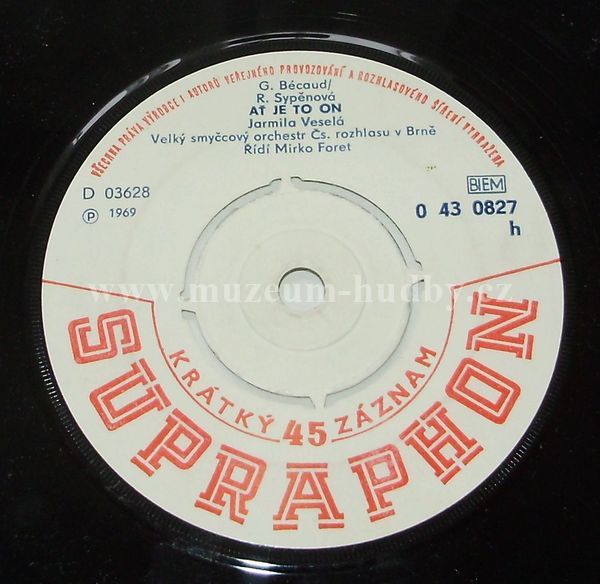 VŠECHNA PRÁVA VÝROBCE I AUTORŮ VEŘEJNÉHO PROVOZOVÁNÍ A ROZHLASOVÉHO ŠÍŘENÍ VYHRAZENA
G. Bécaud/
R. Sypěnová
AŤ JE TO ON
Jarmila Veselá
Velký smyčcový orchestr Čs. rozhlasu v Brně
Řídí Mirko Foret
D 03628
Ⓟ 1969
BIEM
0 43 0827
h
www.muzeum-hudby.cz
KRÁTKÝ 45 ZÁZNAM
SUPRAPHON